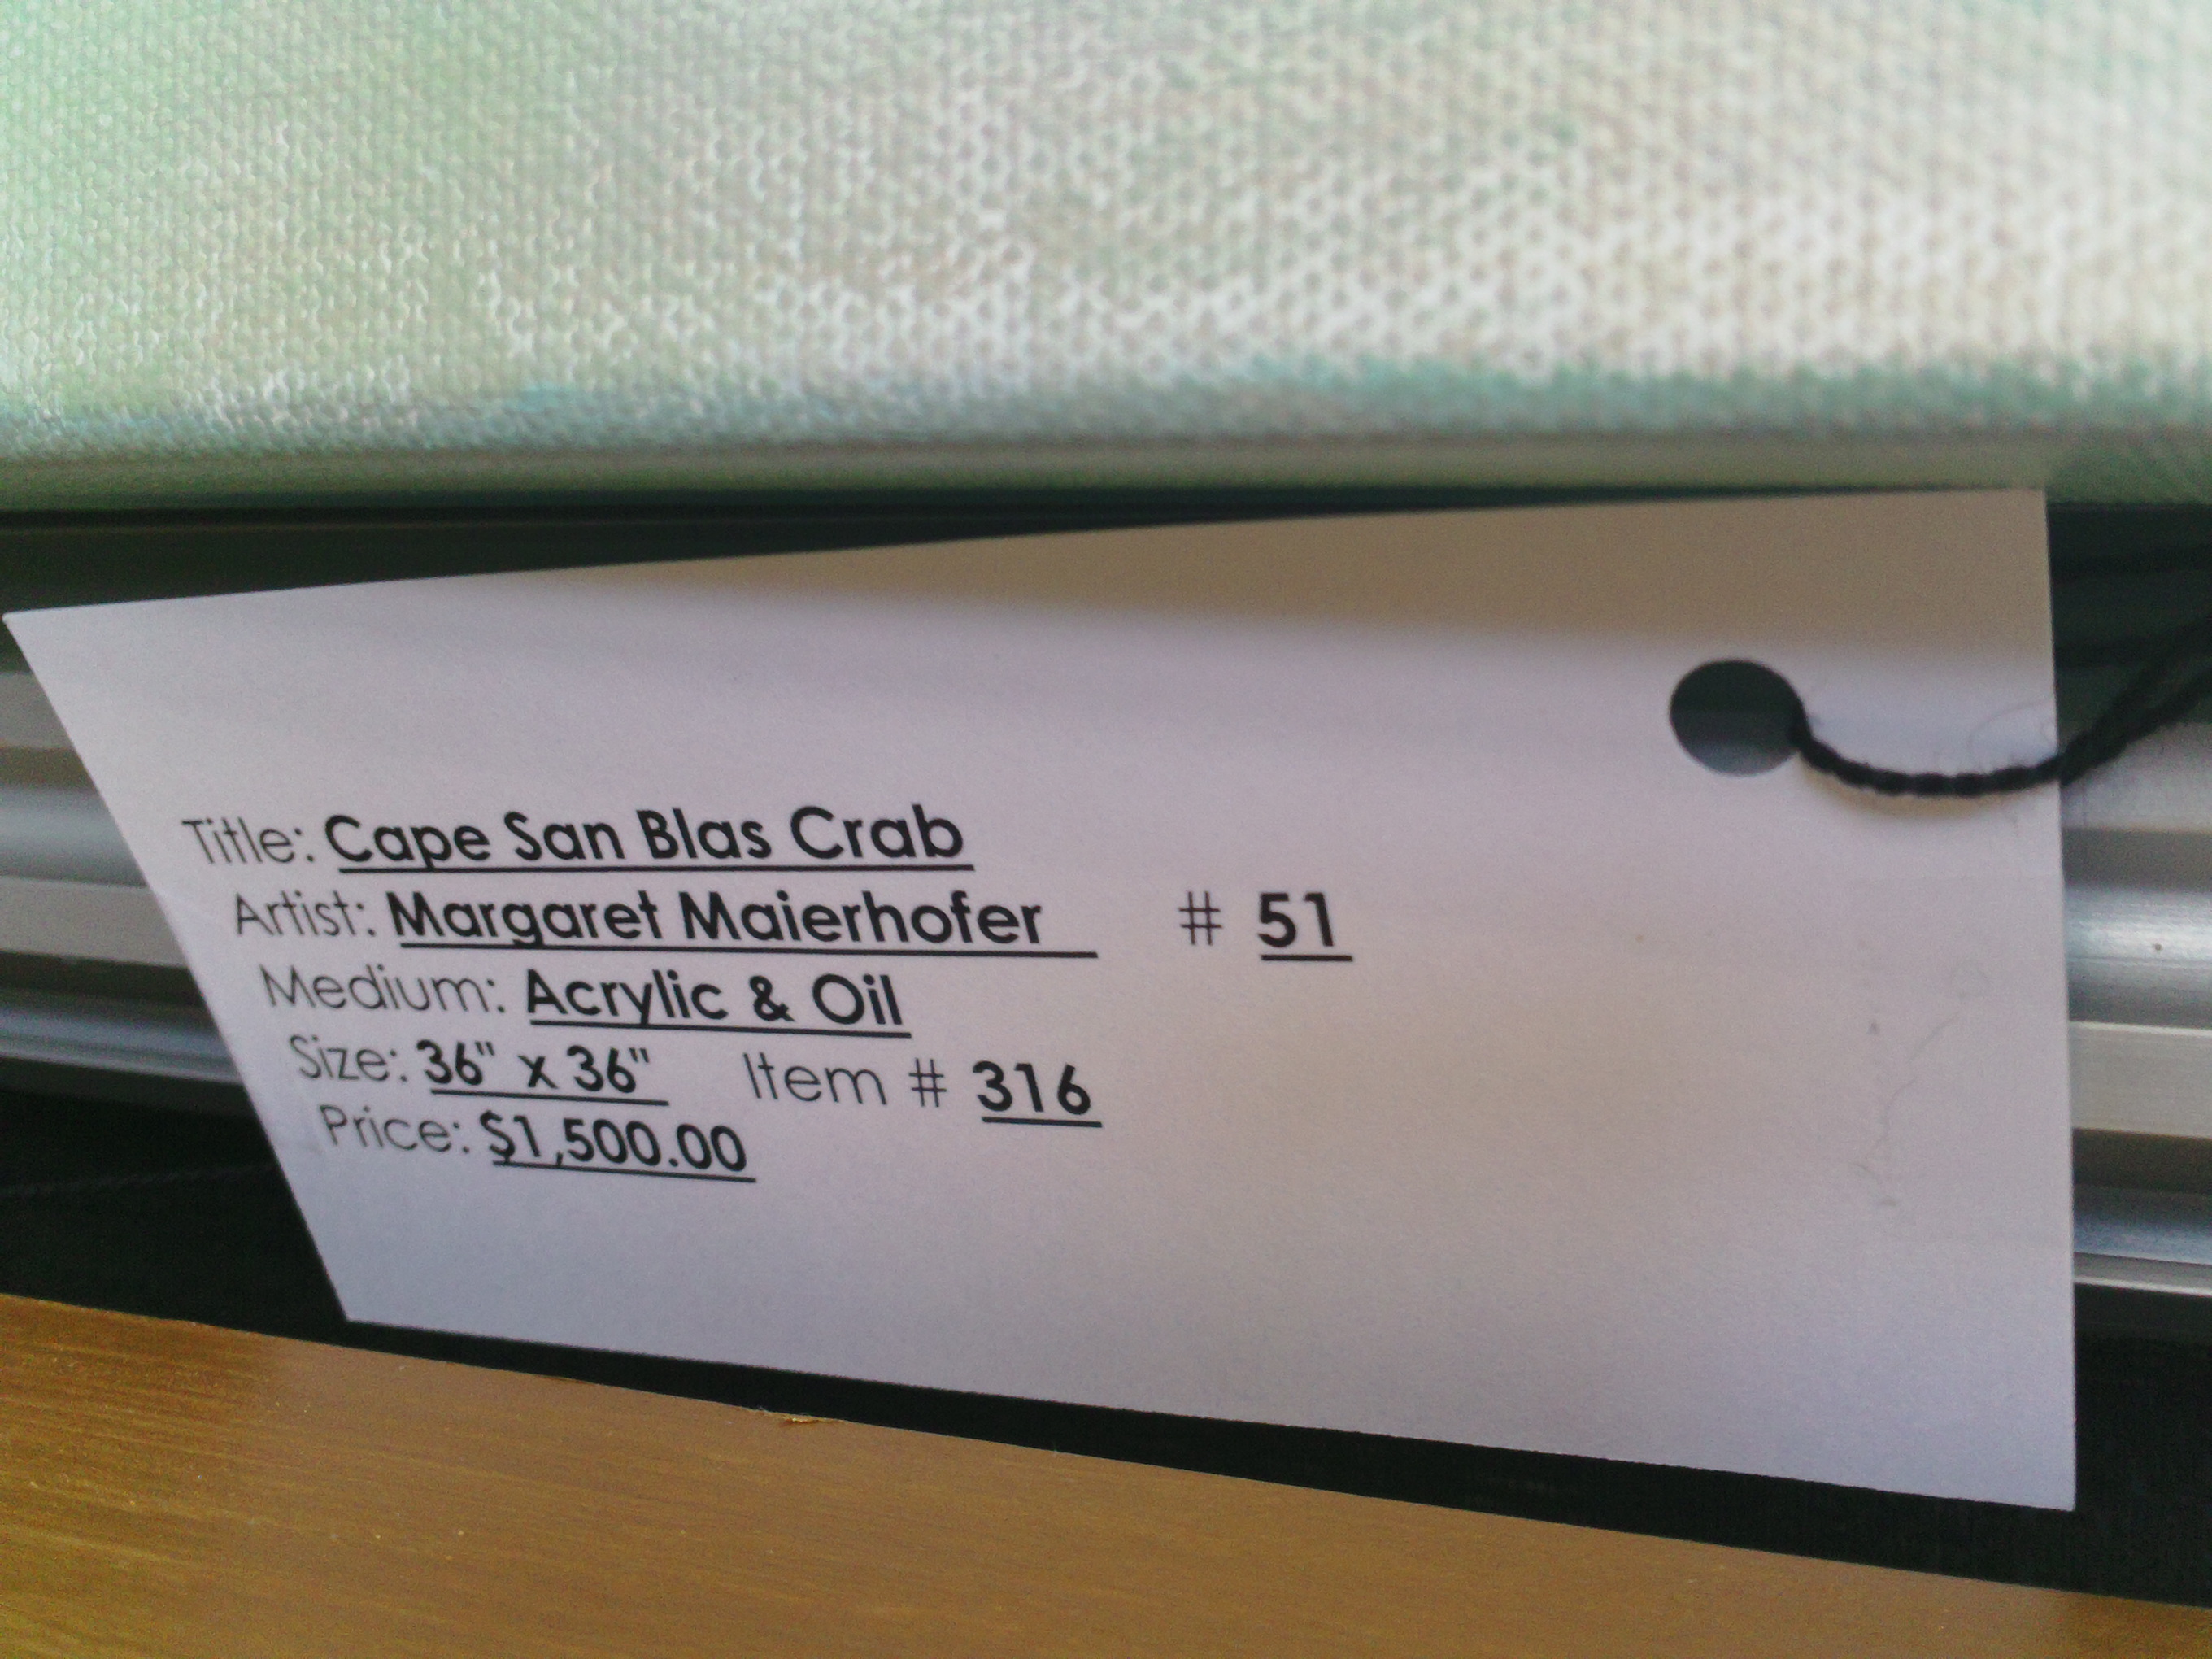 Title: Cape San Blas Crab
Artist: Margaret Maierhofer # 51
Medium: Acrylic & Oil
Size: 36" x 36" Item # 316
Price: $1,500.00